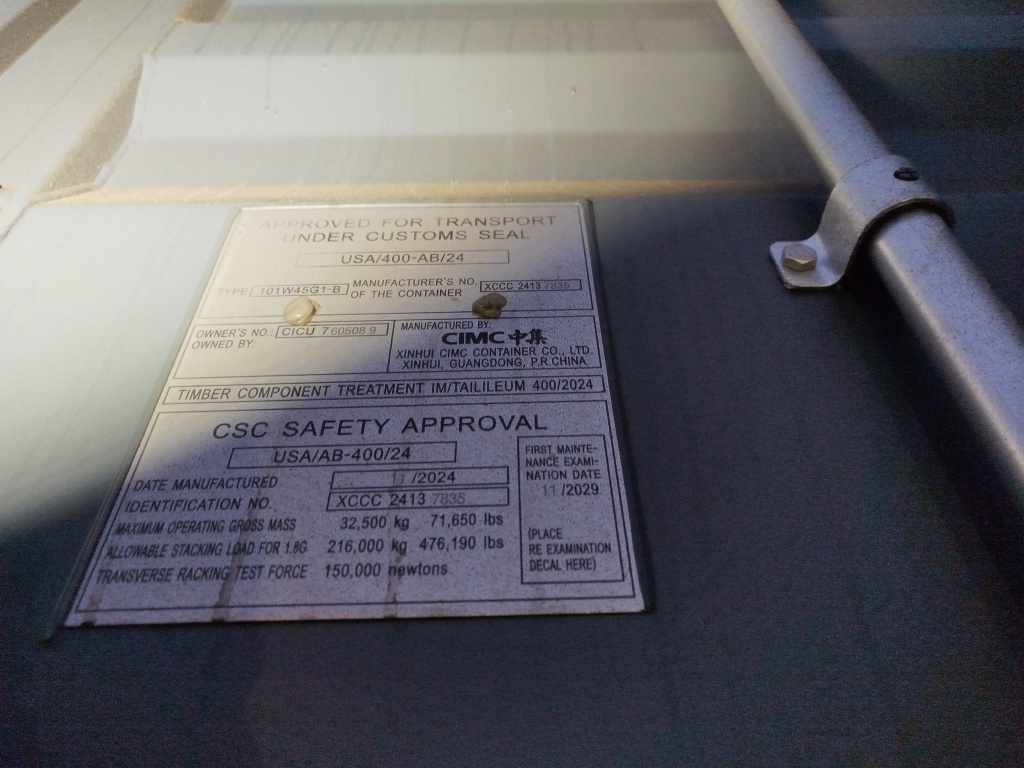 APPROVED FOR TRANSPORT
UNDER CUSTOMS SEAL
USA/400-AB/24
TYPE 101W45G1-B MANUFACTURER'S NO. OF THE CONTAINER XCCC 2413 7835
OWNER'S NO.: CICU 760508 9
OWNED BY:
MANUFACTURED BY:
CIMC中集
XINHUI CIMC CONTAINER CO., LTD.
XINHUI, GUANGDONG, P.R.CHINA
TIMBER COMPONENT TREATMENT IM/TAILILEUM 400/2024
CSC SAFETY APPROVAL
USA/AB-400/24
DATE MANUFACTURED 11/2024
IDENTIFICATION NO. XCCC 2413 7835
MAXIMUM OPERATING GROSS MASS 32,500 kg 71,650 lbs
ALLOWABLE STACKING LOAD FOR 1.8G 216,000 kg 476,190 lbs
TRANSVERSE RACKING TEST FORCE 150,000 newtons
FIRST MAINTE-
NANCE EXAMI-
NATION DATE
11/2029
(PLACE
RE EXAMINATION
DECAL HERE)